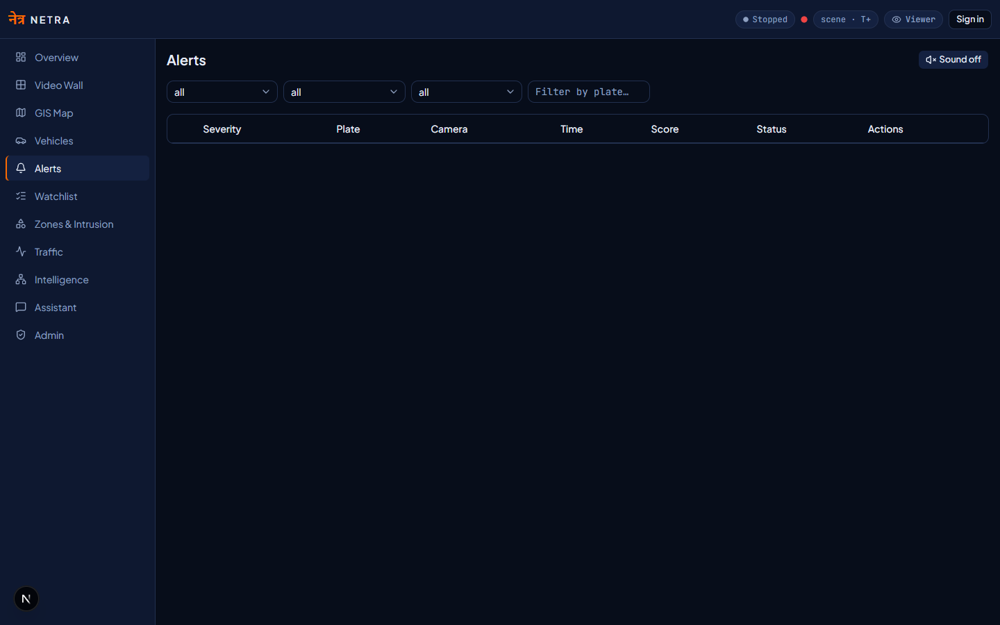 नेत्र NETRA
Stopped
scene · T+
Viewer
Sign in
Overview
Video Wall
GIS Map
Vehicles
Alerts
Watchlist
Zones & Intrusion
Traffic
Intelligence
Assistant
Admin
N
Alerts
Sound off
all
all
all
Filter by plate…
Severity Plate Camera Time Score Status Actions